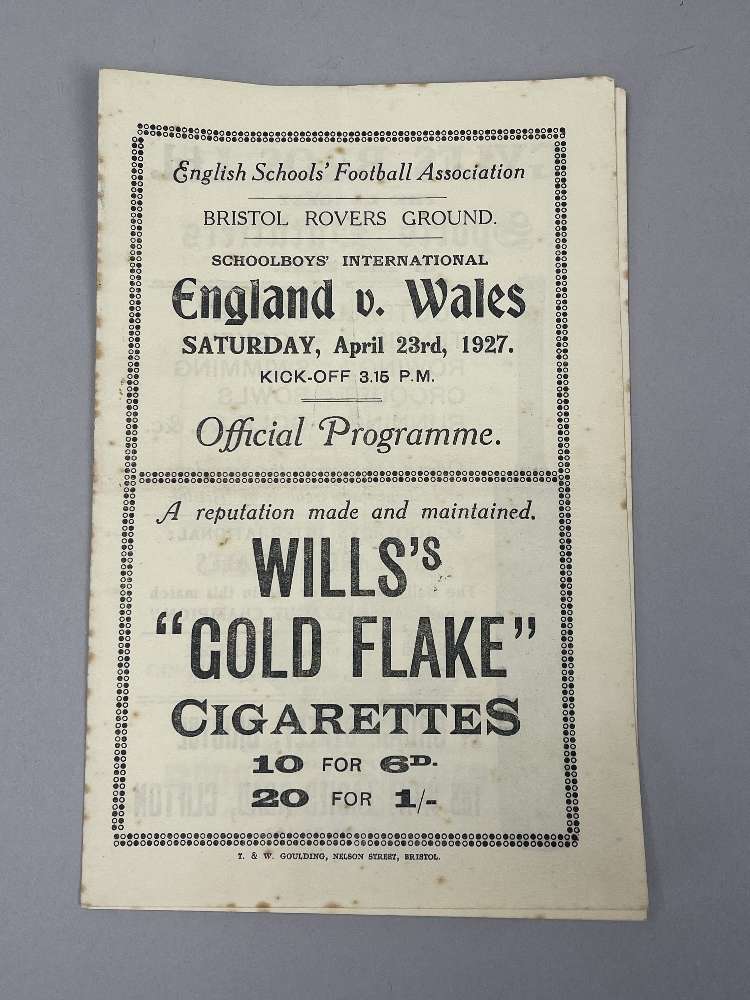 English Schools' Football Association
BRISTOL ROVERS GROUND.
SCHOOLBOYS' INTERNATIONAL
England v. Wales
SATURDAY, April 23rd, 1927.
KICK-OFF 3.15 P.M.
Official Programme.
A reputation made and maintained.
WILLS's
"GOLD FLAKE"
CIGARETTES
10 FOR 6D.
20 FOR 1/-
T. & W. GOULDING, NELSON STREET, BRISTOL.